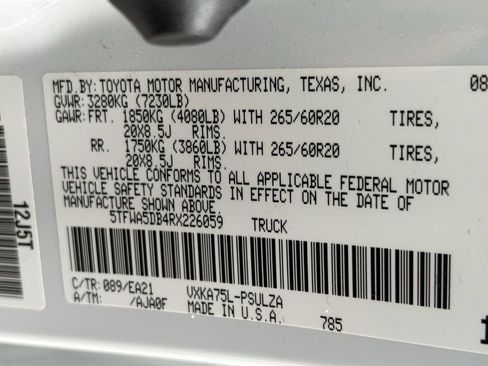 MFD.BY:TOYOTA MOTOR MANUFACTURING, TEXAS, INC. 08
GVWR:3280KG (7230LB)
GAWR:FRT. 1850KG (4080LB) WITH 265/60R20 TIRES,
20X8.5J RIMS,
RR. 1750KG (3860LB) WITH 265/60R20 TIRES,
20X8.5J RIMS.
THIS VEHICLE CONFORMS TO ALL APPLICABLE FEDERAL MOTOR
VEHICLE SAFETY STANDARDS IN EFFECT ON THE DATE OF
MANUFACTURE SHOWN ABOVE.
5TFWA5DB4RX226059 TRUCK
C/TR:089/EA21 VXKA75L-PSULZA
A/TM: /AJA0F MADE IN U.S.A. 785
12J5T